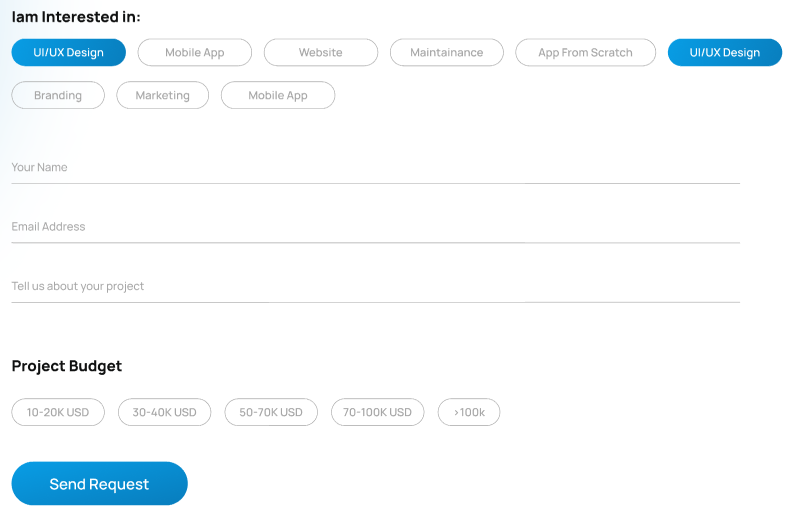 Iam Interested in:
UI/UX Design Mobile App Website Maintainance App From Scratch UI/UX Design
Branding Marketing Mobile App
Your Name
Email Address
Tell us about your project
Project Budget
10-20K USD 30-40K USD 50-70K USD 70-100K USD >100k
Send Request